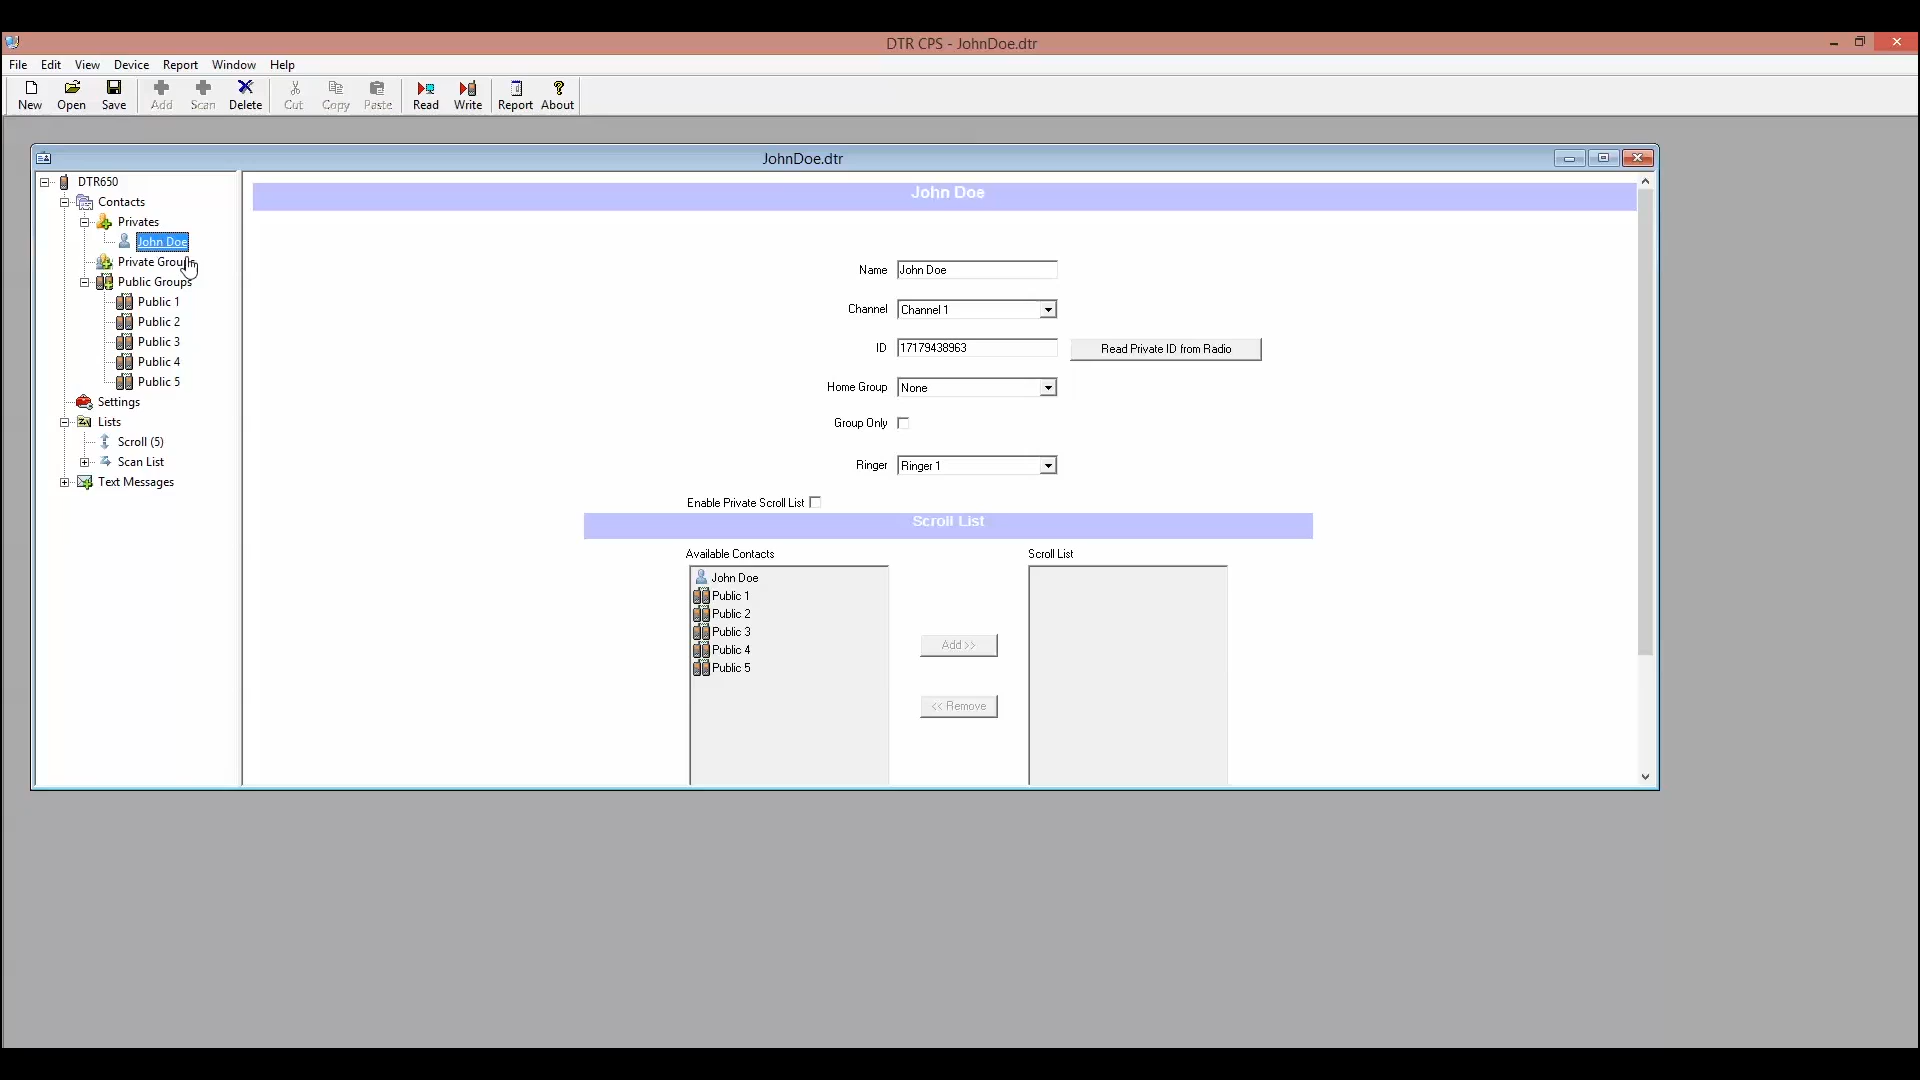 DTR CPS - JohnDoe.dtr
File Edit View Device Report Window Help
New Open Save Add Scan Delete Cut Copy Paste Read Write Report About
JohnDoe.dtr
DTR650
Contacts
Privates
John Doe
Private Groups
Public Groups
Public 1
Public 2
Public 3
Public 4
Public 5
Settings
Lists
Scroll (5)
Scan List
Text Messages
John Doe
Name John Doe
Channel Channel 1
ID 17179438963 Read Private ID from Radio
Home Group None
Group Only
Ringer Ringer 1
Enable Private Scroll List
Scroll List
Available Contacts Scroll List
John Doe
Public 1
Public 2
Public 3
Public 4
Public 5
Add >>
<< Remove